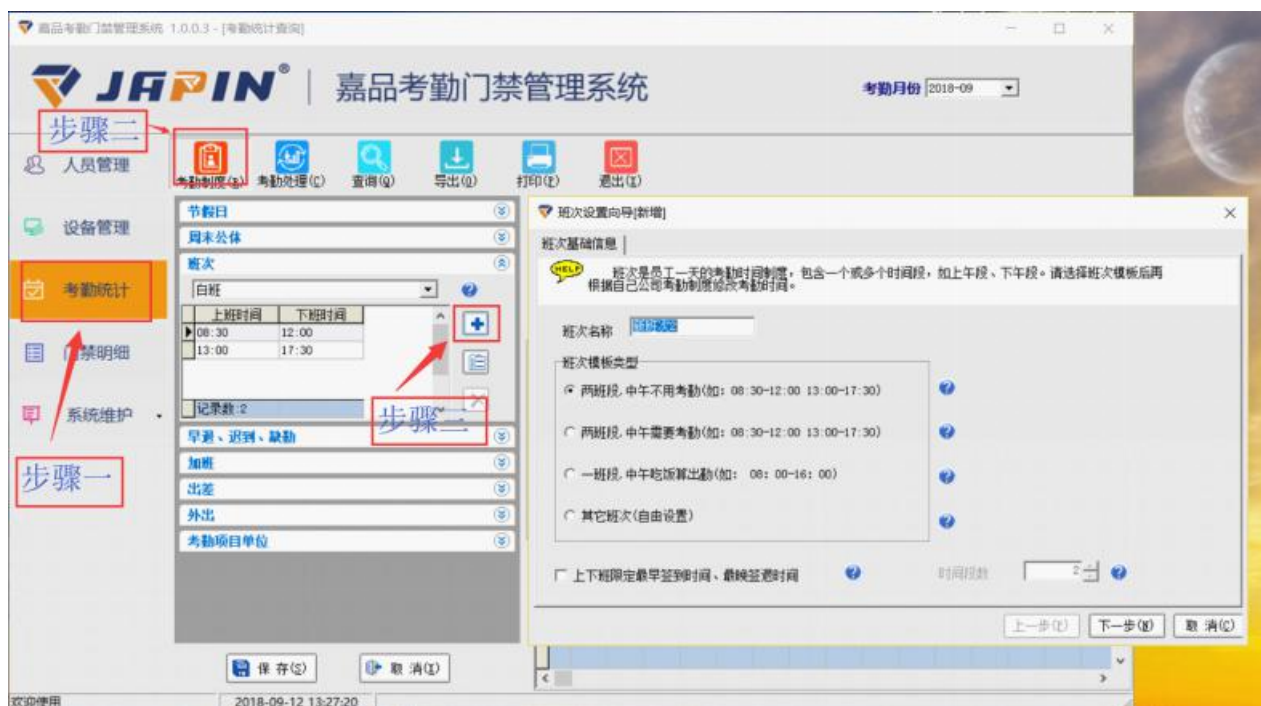 嘉品考勤门禁管理系统 1.0.0.3 - [考勤统计查询]
JAPIN® 嘉品考勤门禁管理系统
考勤月份 2018-09
步骤二
人员管理
设备管理
考勤统计
门禁明细
系统维护
步骤一
考勤制度(B) 考勤处理(C) 查询(Q) 导出(O) 打印(P) 退出(X)
节假日
周末公休
班次
白班
上班时间 下班时间
08:30 12:00
13:00 17:30
记录数:2
步骤三
早退、迟到、缺勤
加班
出差
外出
考勤项目单位
保 存(S) 取 消(X)
欢迎使用 2018-09-12 13:27:20
班次设置向导[新增]
班次基础信息
HELP 班次是员工一天的考勤时间制度,包含一个或多个时间段,如上午段、下午段。请选择班次模板后再
根据自己公司考勤制度修改考勤时间。
班次名称
班次模板类型
两班段,中午不用考勤(如: 08:30-12:00 13:00-17:30)
两班段,中午需要考勤(如: 08:30-12:00 13:00-17:30)
一班段,中午吃饭算出勤(如: 08: 00-16: 00)
其它班次(自由设置)
上下班限定最早签到时间、最晚签退时间 时间段数 2
上一步(P) 下一步(N) 取 消(C)